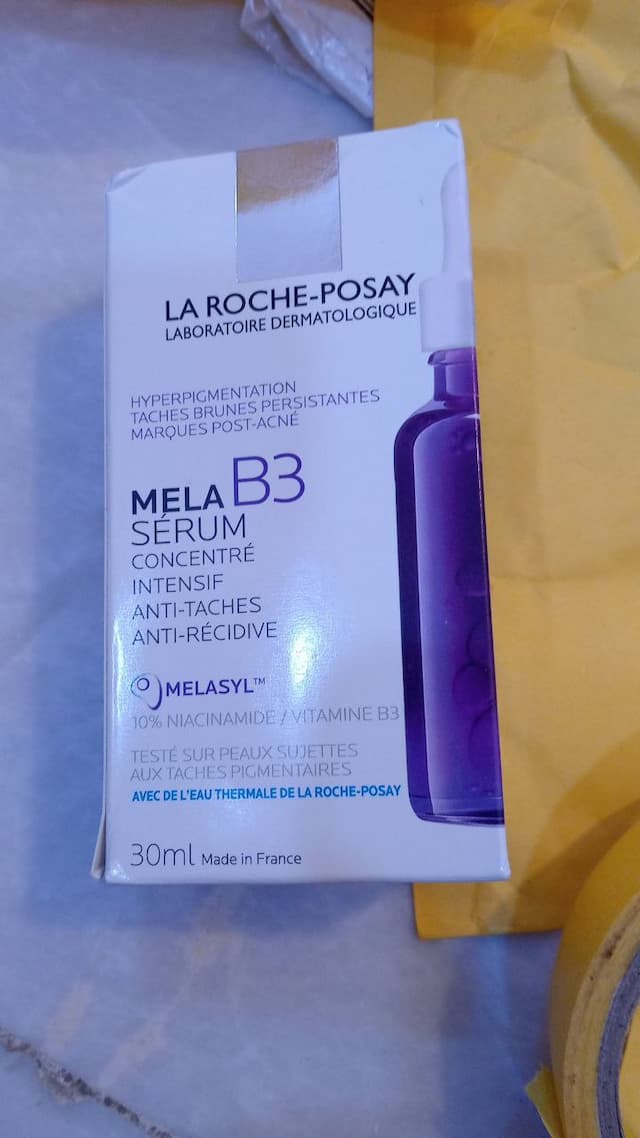 LA ROCHE-POSAY
LABORATOIRE DERMATOLOGIQUE
HYPERPIGMENTATION
TACHES BRUNES PERSISTANTES
MARQUES POST-ACNÉ
MELA B3
SÉRUM
CONCENTRÉ
INTENSIF
ANTI-TACHES
ANTI-RÉCIDIVE
MELASYL™
10% NIACINAMIDE / VITAMINE B3
TESTÉ SUR PEAUX SUJETTES
AUX TACHES PIGMENTAIRES
AVEC DE L'EAU THERMALE DE LA ROCHE-POSAY
30ml Made in France